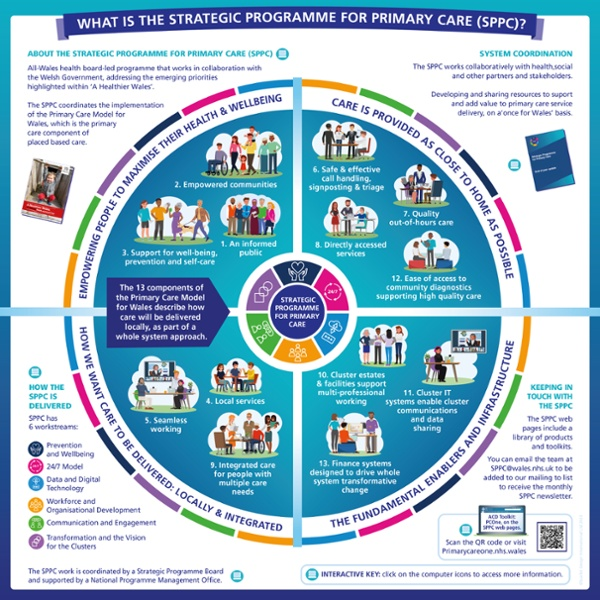 WHAT IS THE STRATEGIC PROGRAMME FOR PRIMARY CARE (SPPC)?
ABOUT THE STRATEGIC PROGRAMME FOR PRIMARY CARE (SPPC)
All-Wales health board-led programme that works in collaboration with
the Welsh Government, addressing the emerging priorities
highlighted within 'A Healthier Wales'.
The SPPC coordinates the implementation
of the Primary Care Model for
Wales, which is the primary
care component of
placed based care.
SYSTEM COORDINATION
The SPPC works collaboratively with health,social
and other partners and stakeholders.
Developing and sharing resources to suport
and add value to primary care service
delivery, on a'once for Wales' basis.
EMPOWERING PEOPLE TO MAXIMISE THEIR HEALTH & WELLBEING
2. Empowered communities
3. Support for well-being,
prevention and self-care
1. An informed
public
CARE IS PROVIDED AS CLOSE TO HOME AS POSSIBLE
6. Safe & effective
call handling,
signposting & triage
7. Quality
out-of-hours care
8. Directly accessed
services
12. Ease of access to
community diagnostics
supporting high quality care
The 13 components of
the Primary Care Model
for Wales describe how
care will be delivered
locally, as part of a
whole system approach.
STRATEGIC
PROGRAMME
FOR PRIMARY
CARE
24/7
HOW WE WANT CARE TO BE DELIVERED: LOCALLY & INTEGRATED
4. Local services
5. Seamless
working
9. Integrated care
for people with
multiple care
needs
THE FUNDAMENTAL ENABLERS AND INFRASTRUCTURE
10. Cluster estates
& facilities support
multi-professional
working
11. Cluster IT
systems enable cluster
communications
and data
sharing
13. Finance systems
designed to drive whole
system transformative
change
HOW THE
SPPC IS
DELIVERED
SPPC has
6 workstreams:
Prevention
and Wellbeing
24/7 Model
Data and Digital
Technology
Workforce and
Organisational Development
Communication and Engagement
Transformation and the Vision
for the Clusters
KEEPING IN
TOUCH WITH
THE SPPC
The SPPC web
pages include a
library of products
and toolkits.
You can email the team at
SPPC@wales.nhs.uk to be
added to our mailing to list
to receive the monthly
SPPC newsletter.
ACD Toolkit:
PCOne, on the
SPPC web pages.
Scan the QR code or visit
Primarycareone.nhs.wales
The SPPC work is coordinated by a Strategic Programme Board
and supported by a National Programme Management Office.
INTERACTIVE KEY: click on the computer icons to access more information.